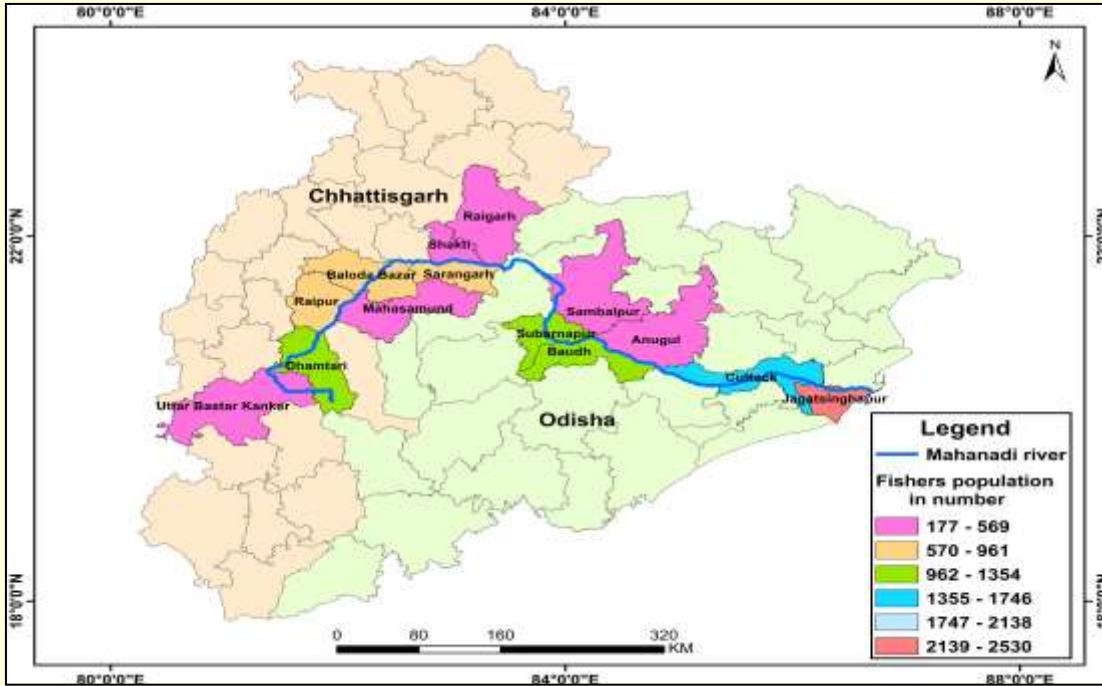 80°0'0"E 84°0'0"E 88°0'0"E
N
Chhattisgarh
Raigarh
22°0'0"N
Shakti
Baloda Bazar
Sarangarh
Raipur
Mahasamund
Sambalpur
Subarnapur
Anugul
Baudh
Dhamtari
Cuttack
Uttar Bastar Kanker
Jagatsinghapur
Odisha
Legend
Mahanadi river
Fishers population
in number
177 - 569
570 - 961
962 - 1354
1355 - 1746
1747 - 2138
2139 - 2530
18°0'0"N
18°0'0"N
0 80 160 320
KM
80°0'0"E 84°0'0"E 88°0'0"E